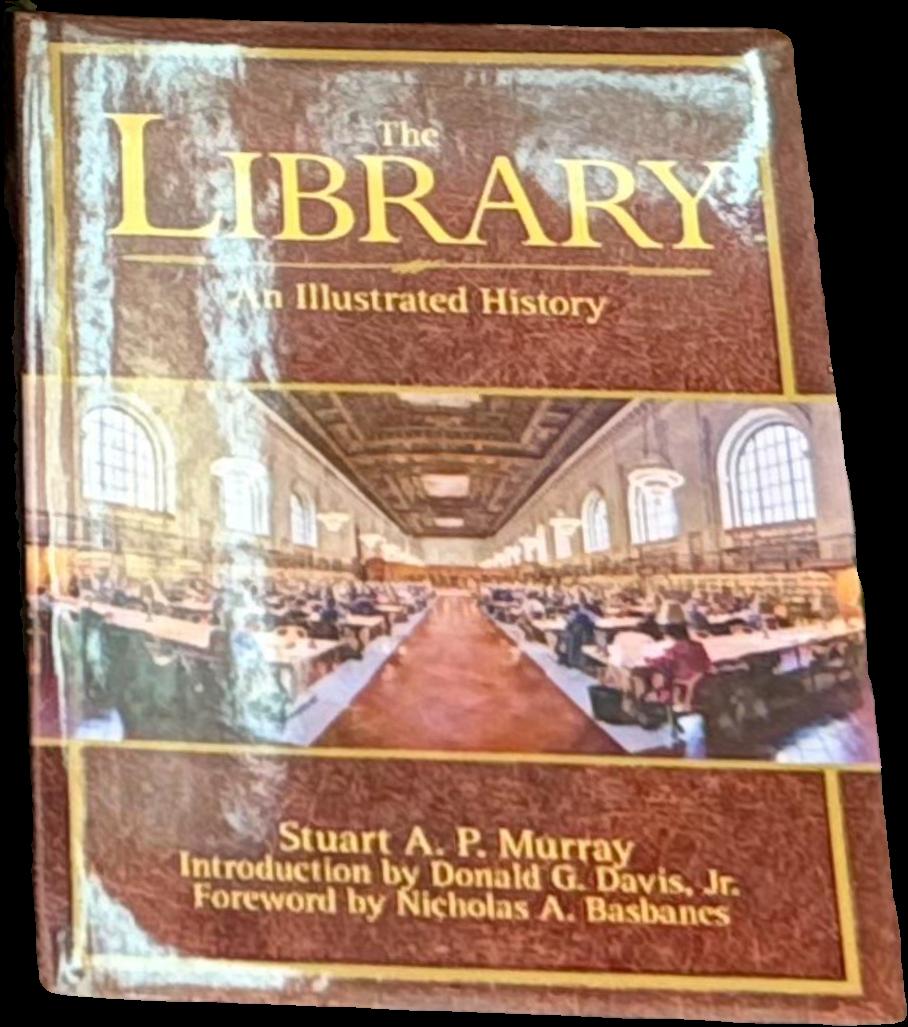 The
LIBRARY
An Illustrated History
Stuart A. P. Murray
Introduction by Donald G. Davis, Jr.
Foreword by Nicholas A. Basbanes